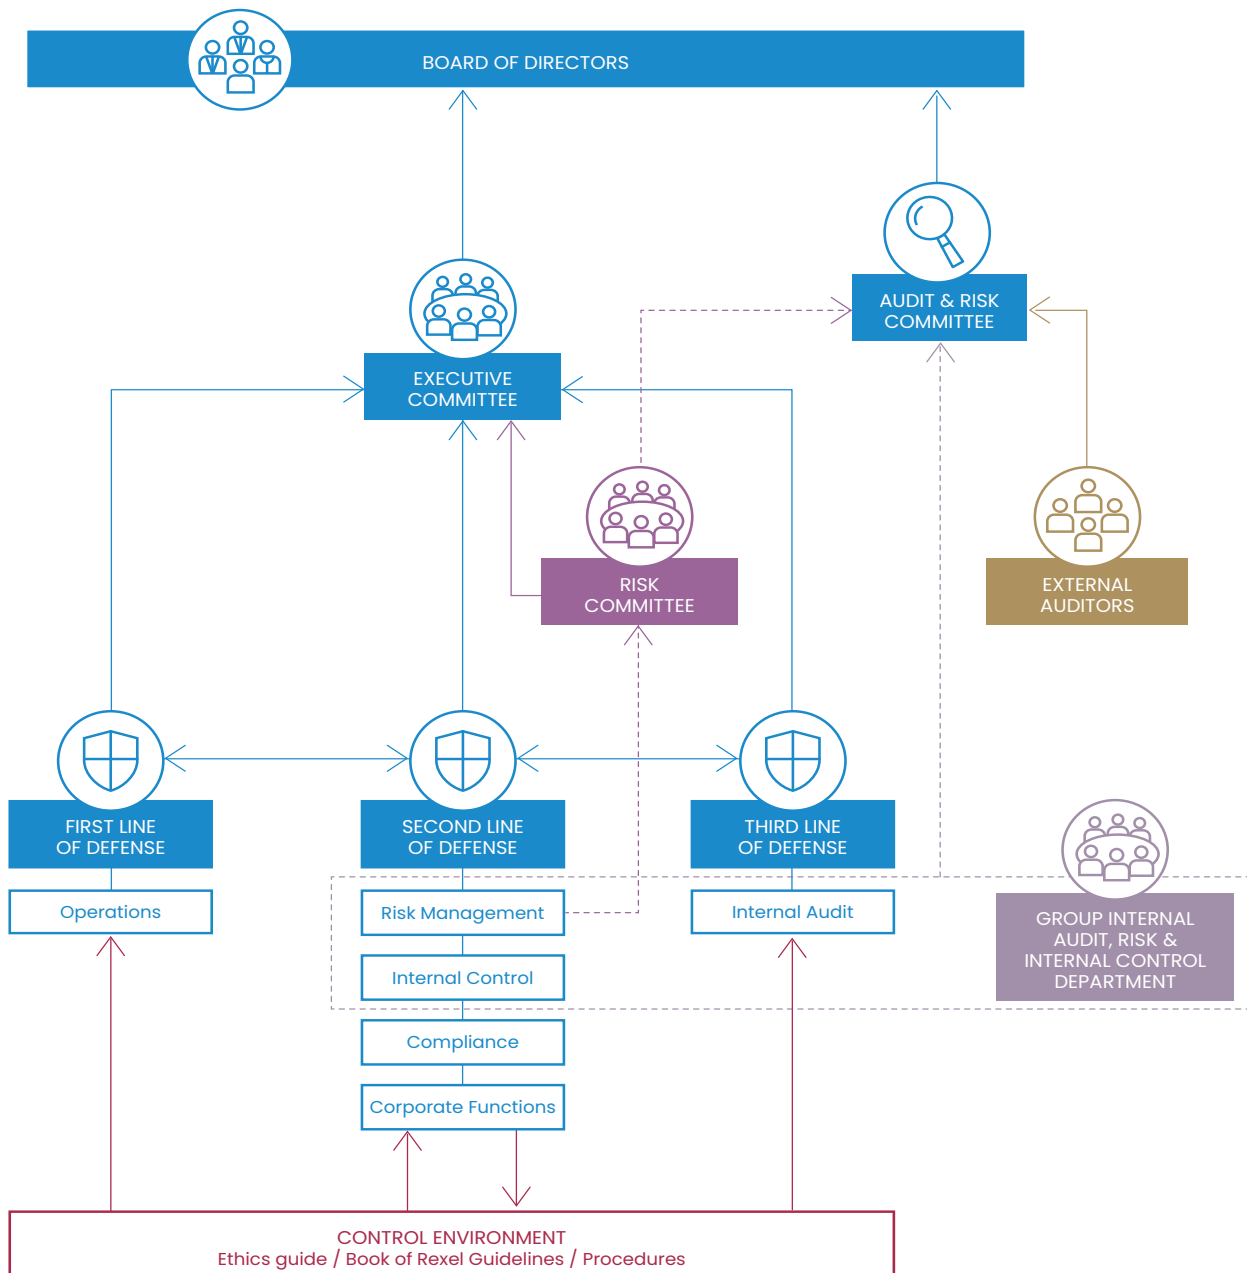 BOARD OF DIRECTORS
AUDIT & RISK
COMMITTEE
EXECUTIVE
COMMITTEE
RISK
COMMITTEE
EXTERNAL
AUDITORS
FIRST LINE
OF DEFENSE
SECOND LINE
OF DEFENSE
THIRD LINE
OF DEFENSE
Operations
Risk Management
Internal Audit
GROUP INTERNAL
AUDIT, RISK &
INTERNAL CONTROL
DEPARTMENT
Internal Control
Compliance
Corporate Functions
CONTROL ENVIRONMENT
Ethics guide / Book of Rexel Guidelines / Procedures